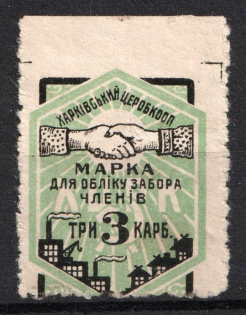 ХАРКІВСЬКИЙ ЦЕРОБКООП
МАРКА
ДЛЯ ОБЛІКУ ЗАБОРА
ЧЛЕНІВ
ТРИ 3 КАРБ.